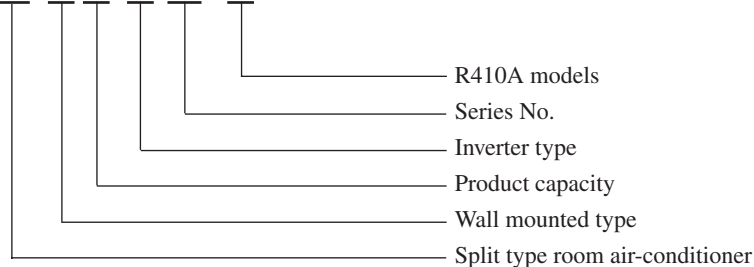 R410A models
Series No.
Inverter type
Product capacity
Wall mounted type
Split type room air-conditioner